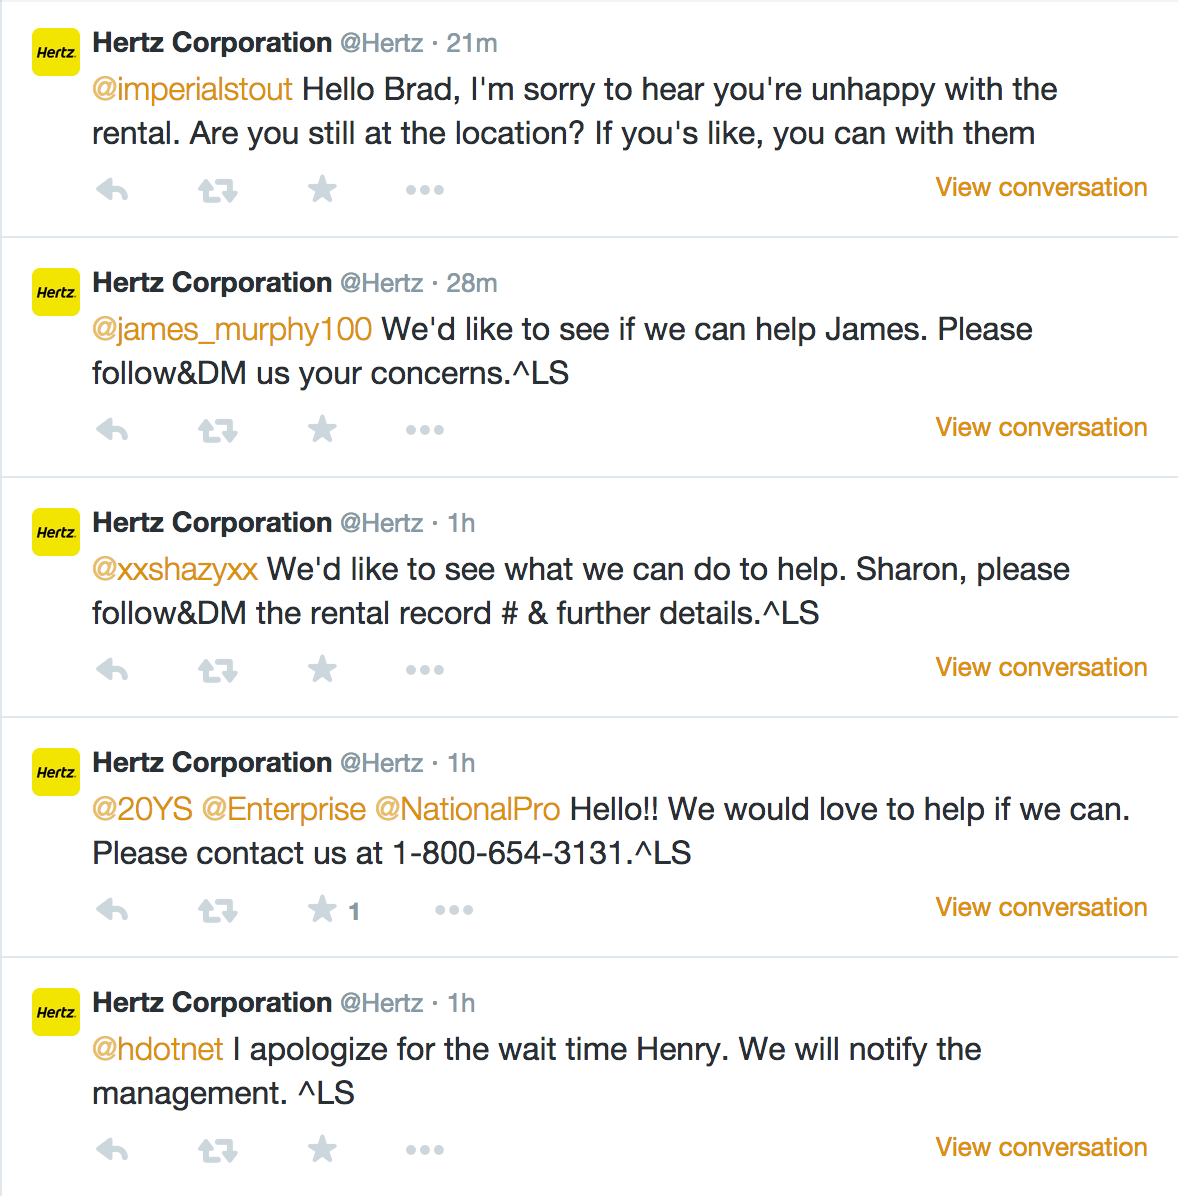 Hertz Corporation @Hertz · 21m
Hertz.
@imperialstout Hello Brad, I'm sorry to hear you're unhappy with the
rental. Are you still at the location? If you's like, you can with them
View conversation
Hertz Corporation @Hertz · 28m
Hertz.
@james_murphy100 We'd like to see if we can help James. Please
follow&DM us your concerns.^LS
View conversation
Hertz Corporation @Hertz · 1h
Hertz.
@xxshazyxx We'd like to see what we can do to help. Sharon, please
follow&DM the rental record # & further details.^LS
View conversation
Hertz Corporation @Hertz · 1h
Hertz.
@20YS @Enterprise @NationalPro Hello!! We would love to help if we can.
Please contact us at 1-800-654-3131.^LS
1
View conversation
Hertz Corporation @Hertz · 1h
Hertz.
@hdotnet I apologize for the wait time Henry. We will notify the
management. ^LS
View conversation